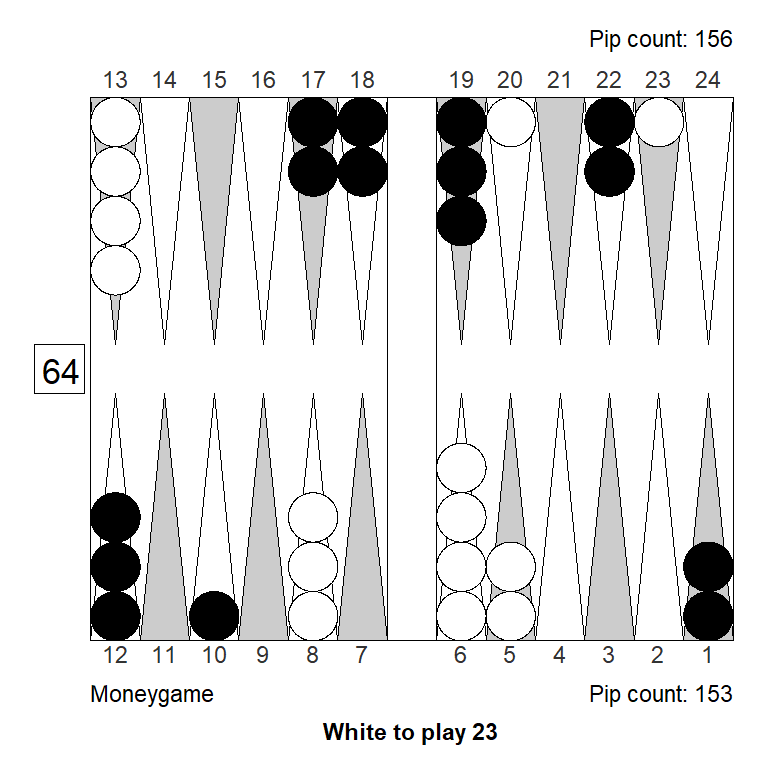 Pip count: 156
13 14 15 16 17 18 19 20 21 22 23 24
64
12 11 10 9 8 7 6 5 4 3 2 1
Moneygame Pip count: 153
White to play 23